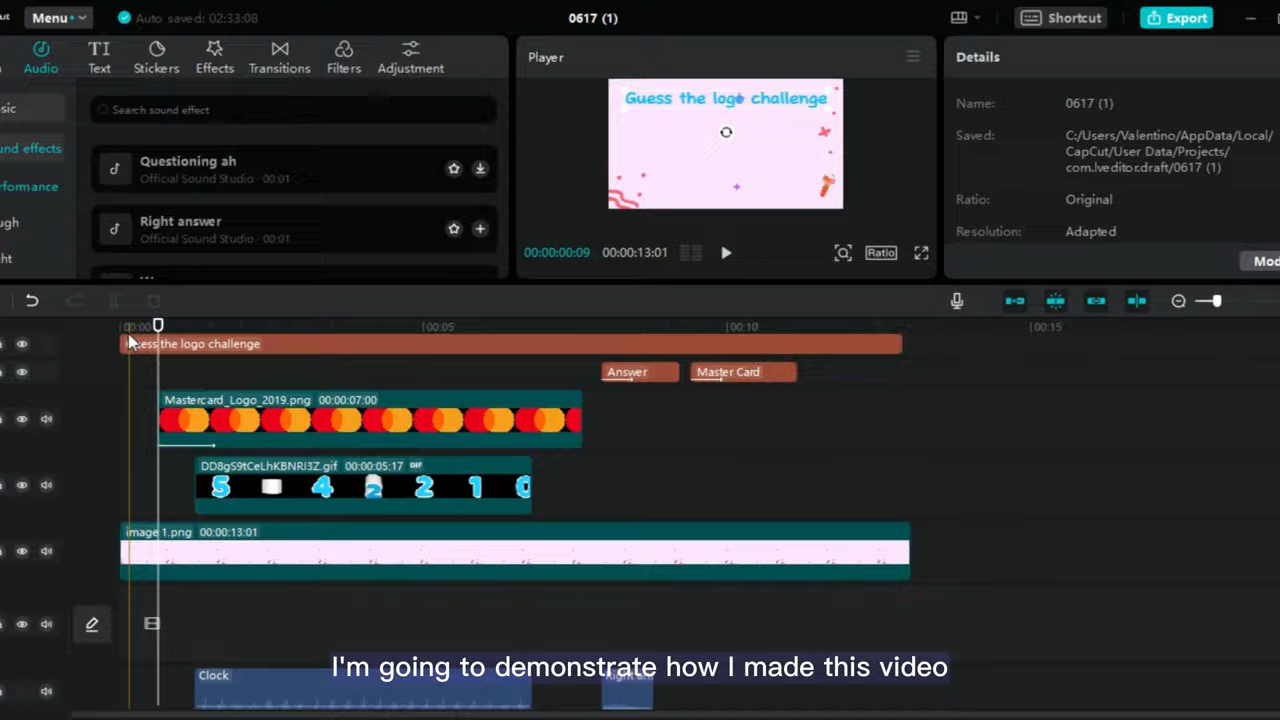 Menu
Auto saved: 02:33:08
0617 (1)
Shortcut
Export
Audio
Text
Stickers
Effects
Transitions
Filters
Adjustment
Player
Details
Search sound effect
Questioning ah
Official Sound Studio · 00:01
Right answer
Official Sound Studio · 00:01
Guess the logo challenge
00:00:00:09
00:00:13:01
Ratio
Name:
0617 (1)
Saved:
C:/Users/Valentino/AppData/Local/
CapCut/User Data/Projects/
com.lveditor.draft/0617 (1)
Ratio:
Original
Resolution:
Adapted
00:05
00:10
00:15
ess the logo challenge
Answer
Master Card
Mastercard_Logo_2019.png 00:00:07:00
00:00:05:17 GIF
5 4 2 2 1 0
image 1.png 00:00:13:01
Clock
I'm going to demonstrate how I made this video